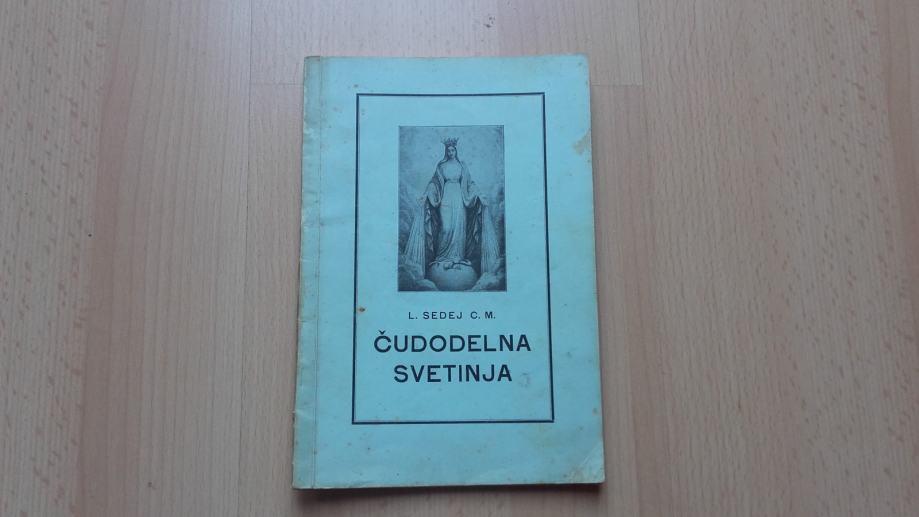 L. SEDEJ C. M.
ČUDODELNA
SVETINJA